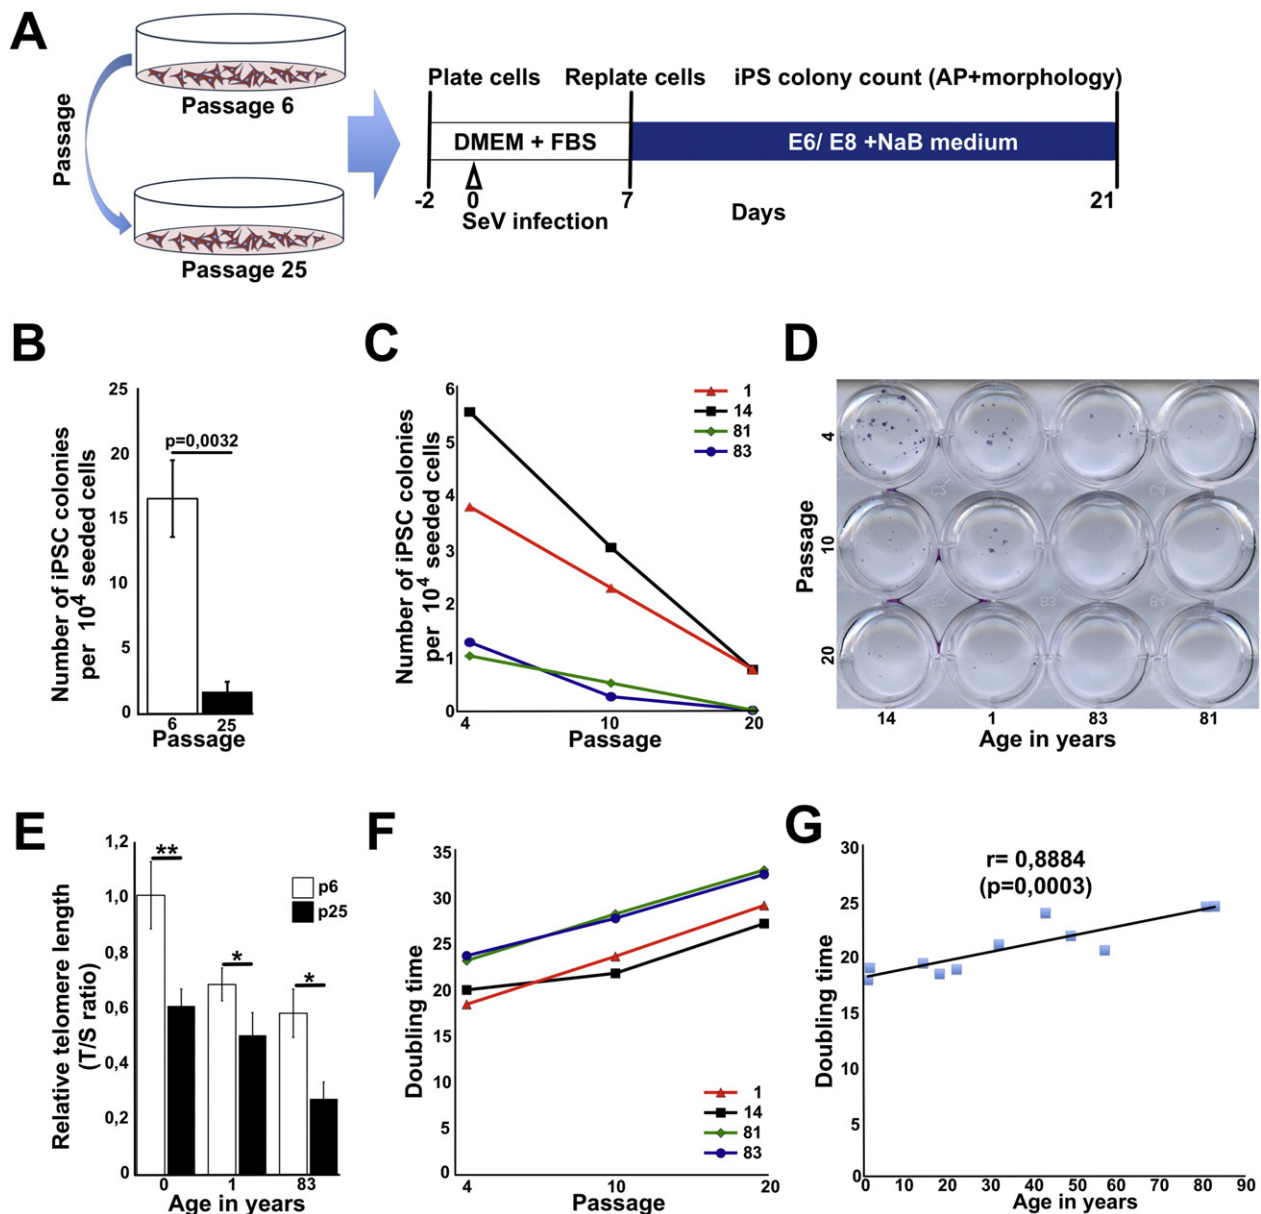 A
Passage
Passage 6
Passage 25
Plate cells
Replate cells
iPS colony count (AP+morphology)
DMEM + FBS
E6/ E8 +NaB medium
-2
0
7
21
SeV infection
Days
B
Number of iPSC colonies
per 10⁴ seeded cells
25
20
15
10
5
0
p=0,0032
6
25
Passage
C
Number of iPSC colonies
per 10⁴ seeded cells
6
5
4
3
2
1
0
1
14
81
83
4
10
20
Passage
D
Passage
4
10
20
14
1
83
81
Age in years
E
Relative telomere length
(T/S ratio)
1,2
1,0
0,8
0,6
0,4
0,2
0
**
*
*
p6
p25
0
1
83
Age in years
F
Doubling time
35
30
25
20
15
10
5
0
1
14
81
83
4
10
20
Passage
G
Doubling time
30
25
20
15
10
5
0
r= 0,8884
(p=0,0003)
0
10
20
30
40
50
60
70
80
90
Age in years